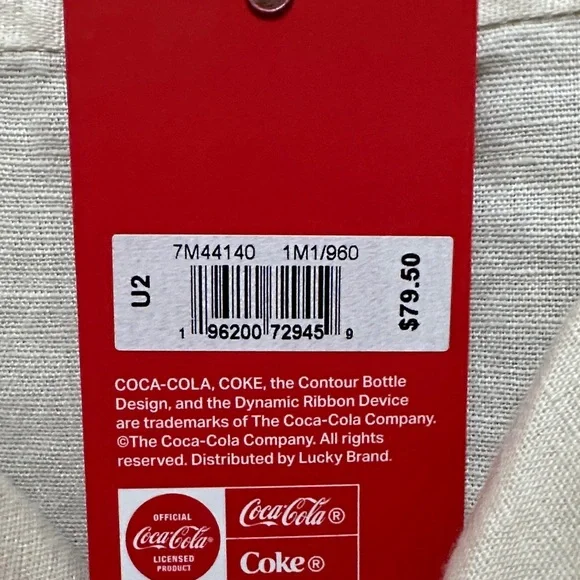 7M44140 1M1/960
U2
1 96200 72945 9
$79.50
COCA-COLA, COKE, the Contour Bottle
Design, and the Dynamic Ribbon Device
are trademarks of The Coca-Cola Company.
©The Coca-Cola Company. All rights
reserved. Distributed by Lucky Brand.
OFFICIAL
Coca-Cola®
LICENSED
PRODUCT
Coca-Cola®
Coke®